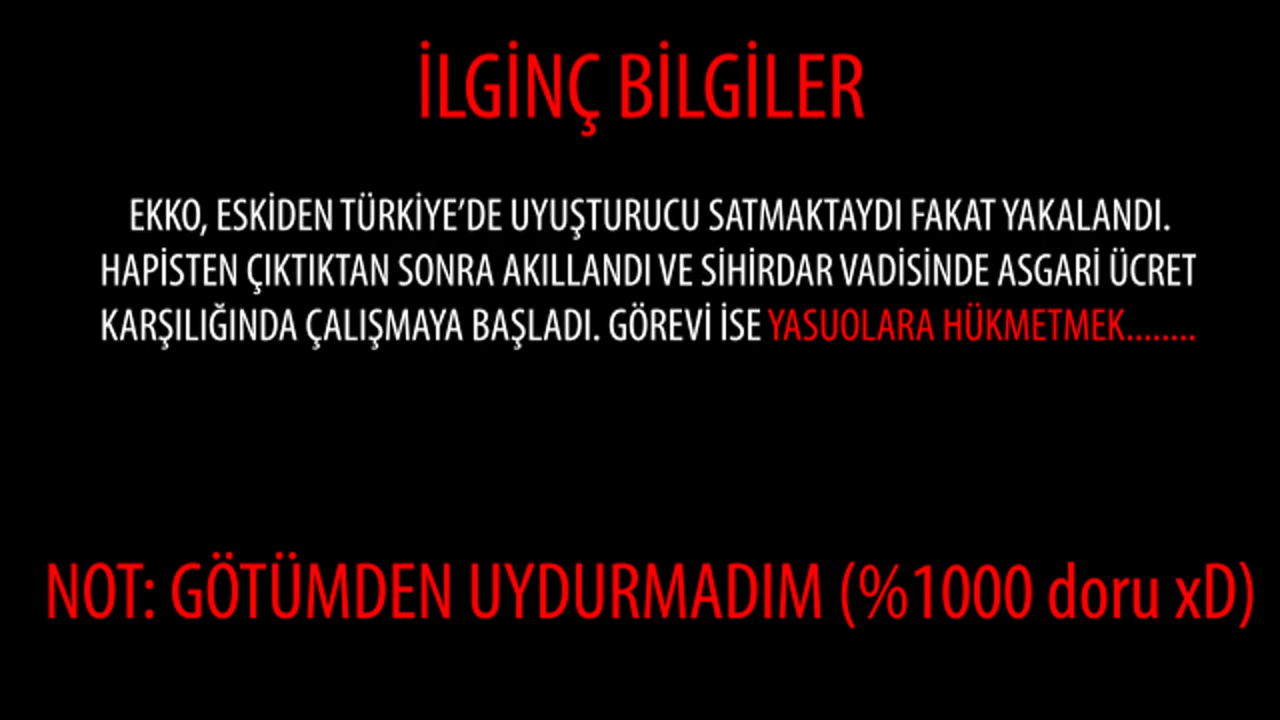 İLGİNÇ BİLGİLER
EKKO, ESKİDEN TÜRKİYE'DE UYUŞTURUCU SATMAKTAYDI FAKAT YAKALANDI.
HAPİSTEN ÇIKTIKTAN SONRA AKILLANDI VE SİHİRDAR VADİSİNDE ASGARİ ÜCRET
KARŞILIĞINDA ÇALIŞMAYA BAŞLADI. GÖREVİ İSE YASUOLARA HÜKMETMEK........
NOT: GÖTÜMDEN UYDURMADIM (%1000 doru xD)